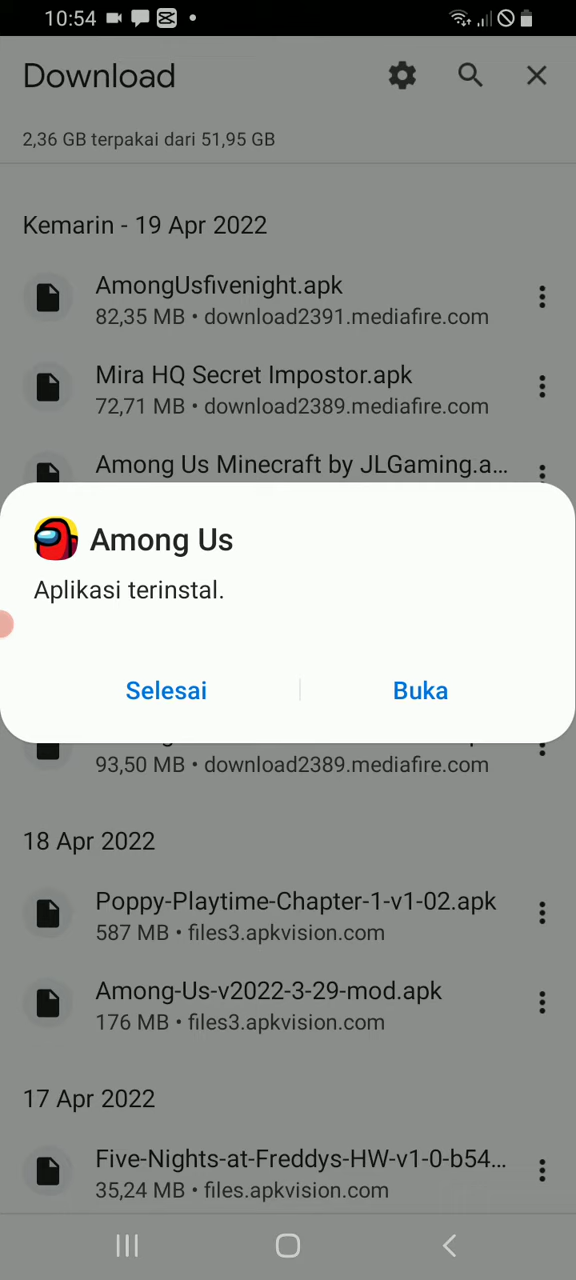 10:54
Download
2,36 GB terpakai dari 51,95 GB
Kemarin - 19 Apr 2022
AmongUsfivenight.apk
82,35 MB • download2391.mediafire.com
Mira HQ Secret Impostor.apk
72,71 MB • download2389.mediafire.com
Among Us Minecraft by JLGaming.a...
Among Us
Aplikasi terinstal.
Selesai
Buka
93,50 MB • download2389.mediafire.com
18 Apr 2022
Poppy-Playtime-Chapter-1-v1-02.apk
587 MB • files3.apkvision.com
Among-Us-v2022-3-29-mod.apk
176 MB • files3.apkvision.com
17 Apr 2022
Five-Nights-at-Freddys-HW-v1-0-b54...
35,24 MB • files.apkvision.com